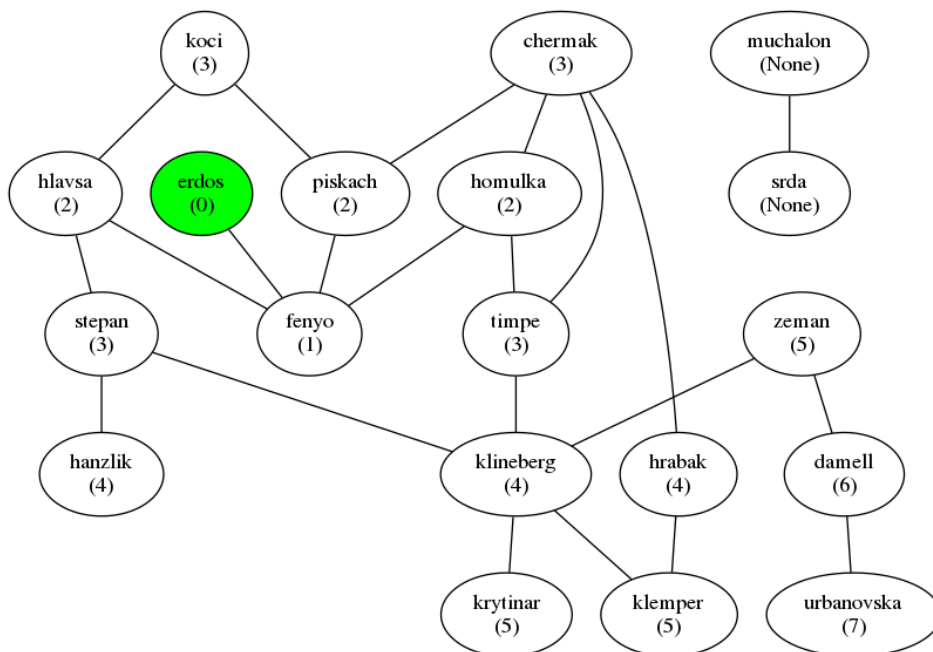 koci
(3)
chermak
(3)
muchalon
(None)
hlavsa
(2)
erdos
(0)
piskach
(2)
homulka
(2)
srda
(None)
stepan
(3)
fenyo
(1)
timpe
(3)
zeman
(5)
hanzlik
(4)
klineberg
(4)
hrabak
(4)
damell
(6)
krytinar
(5)
klemper
(5)
urbanovska
(7)